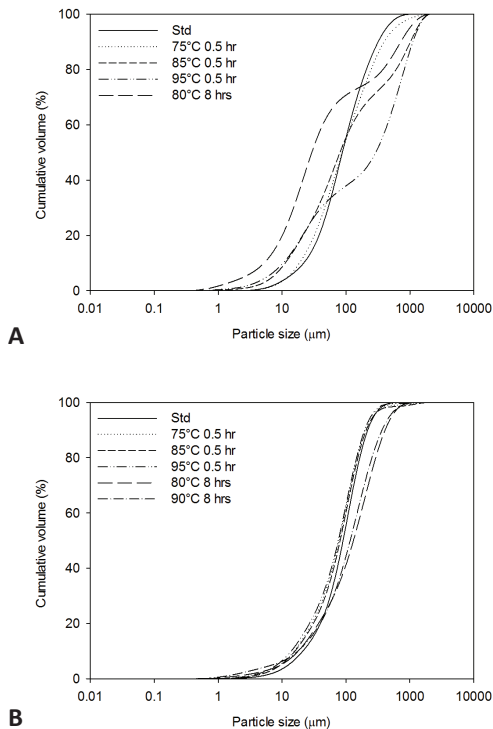 100
80
60
40
20
0
Cumulative volume (%)
Std
75°C 0.5 hr
85°C 0.5 hr
95°C 0.5 hr
80°C 8 hrs
0.01 0.1 1 10 100 1000 10000
Particle size (μm)
A
100
80
60
40
20
0
Cumulative volume (%)
Std
75°C 0.5 hr
85°C 0.5 hr
95°C 0.5 hr
80°C 8 hrs
90°C 8 hrs
0.01 0.1 1 10 100 1000 10000
Particle size (μm)
B